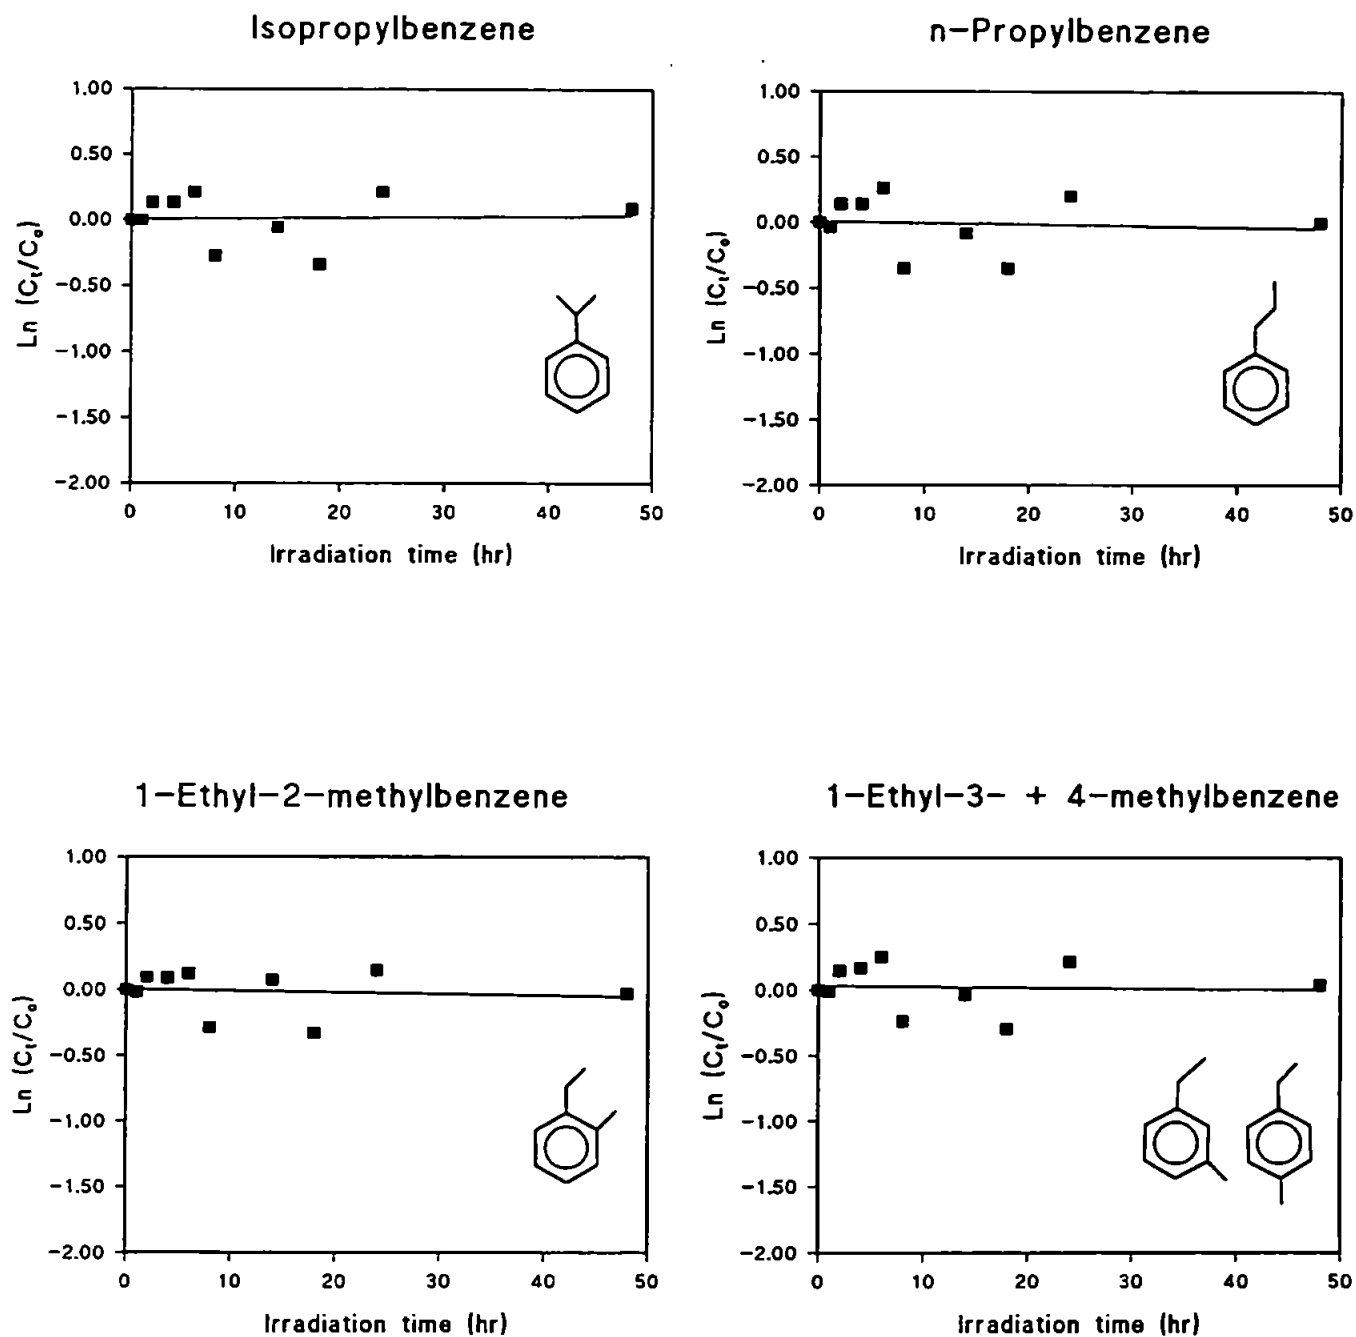 Isopropylbenzene
1.00
0.50
0.00
−0.50
−1.00
−1.50
−2.00
Ln (Cₜ/Cₒ)
0 10 20 30 40 50
Irradiation time (hr)
n−Propylbenzene
1.00
0.50
0.00
−0.50
−1.00
−1.50
−2.00
Ln (Cₜ/Cₒ)
0 10 20 30 40 50
Irradiation time (hr)
1−Ethyl−2−methylbenzene
1.00
0.50
0.00
−0.50
−1.00
−1.50
−2.00
Ln (Cₜ/Cₒ)
0 10 20 30 40 50
Irradiation time (hr)
1−Ethyl−3− + 4−methylbenzene
1.00
0.50
0.00
−0.50
−1.00
−1.50
−2.00
Ln (Cₜ/Cₒ)
0 10 20 30 40 50
Irradiation time (hr)